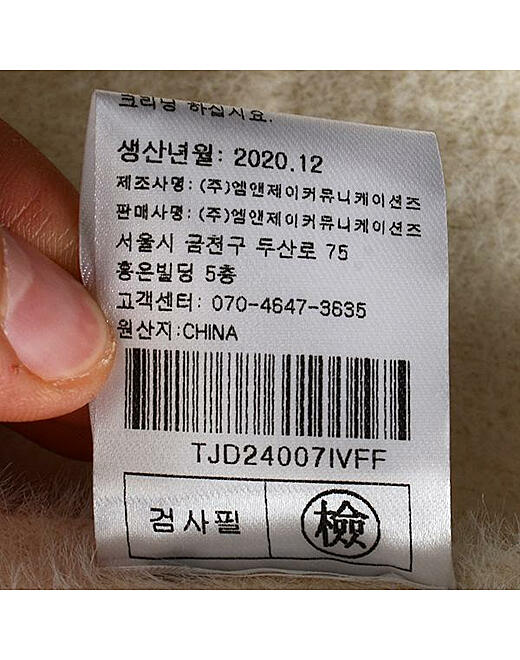 크리닝 하십시요.
생산년월: 2020.12
제조사명: (주)엠앤제이커뮤니케이션즈
판매사명: (주)엠앤제이커뮤니케이션즈
서울시 금천구 두산로 75
홍은빌딩 5층
고객센터: 070-4647-3635
원산지:CHINA
TJD24007IVFF
검사필 檢